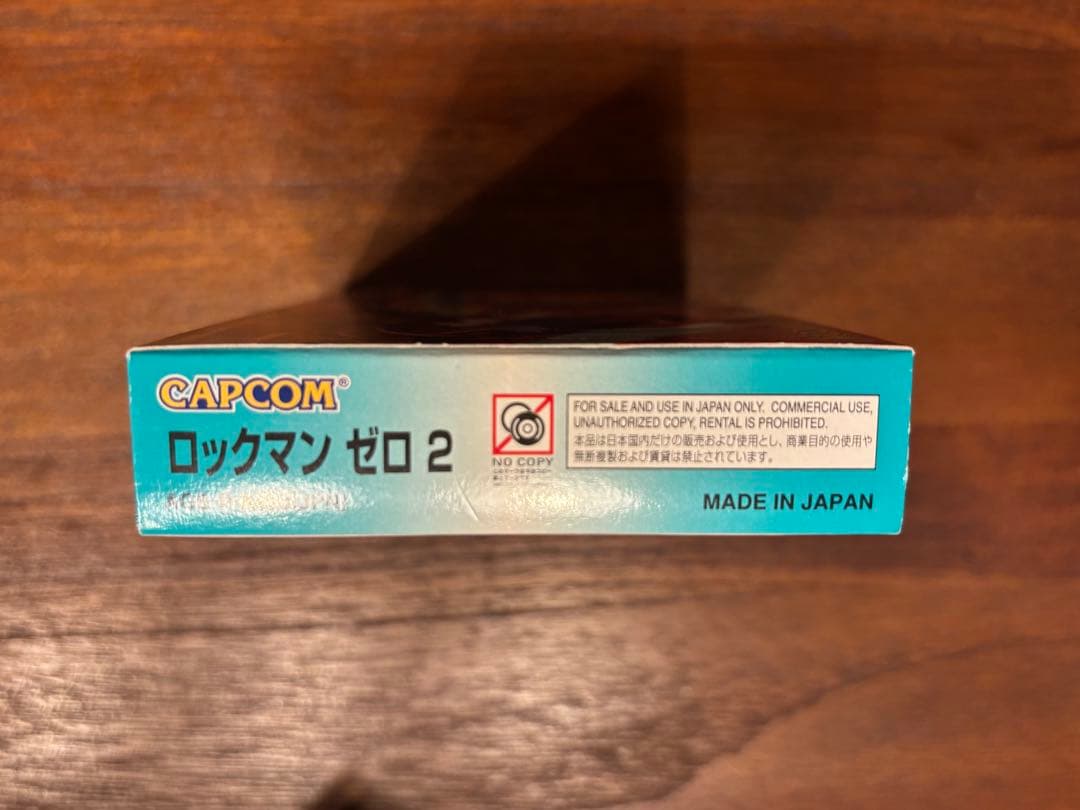 CAPCOM®
ロックマン ゼロ 2
NO COPY
FOR SALE AND USE IN JAPAN ONLY. COMMERCIAL USE,
UNAUTHORIZED COPY, RENTAL IS PROHIBITED.
本品は日本国内だけの販売および使用とし、商業目的の使用や
無断複製および賃貸は禁止されています。
MADE IN JAPAN